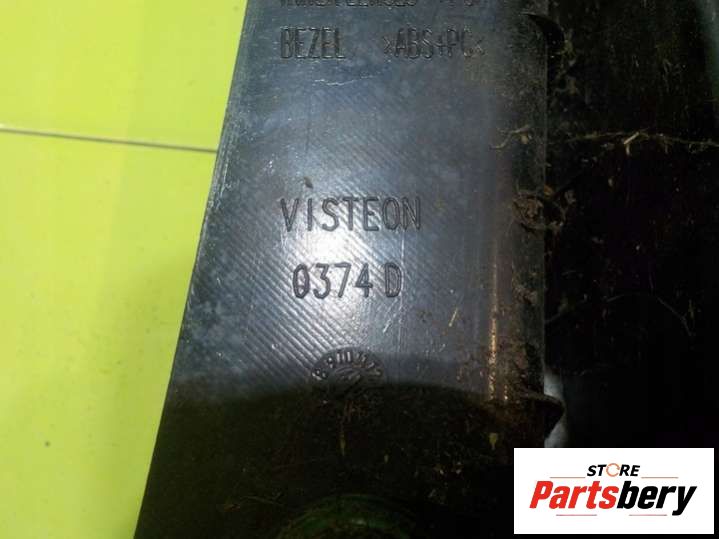 BEZEL >ABS+PC<
VISTEON
0374 D
STORE
Partsbery